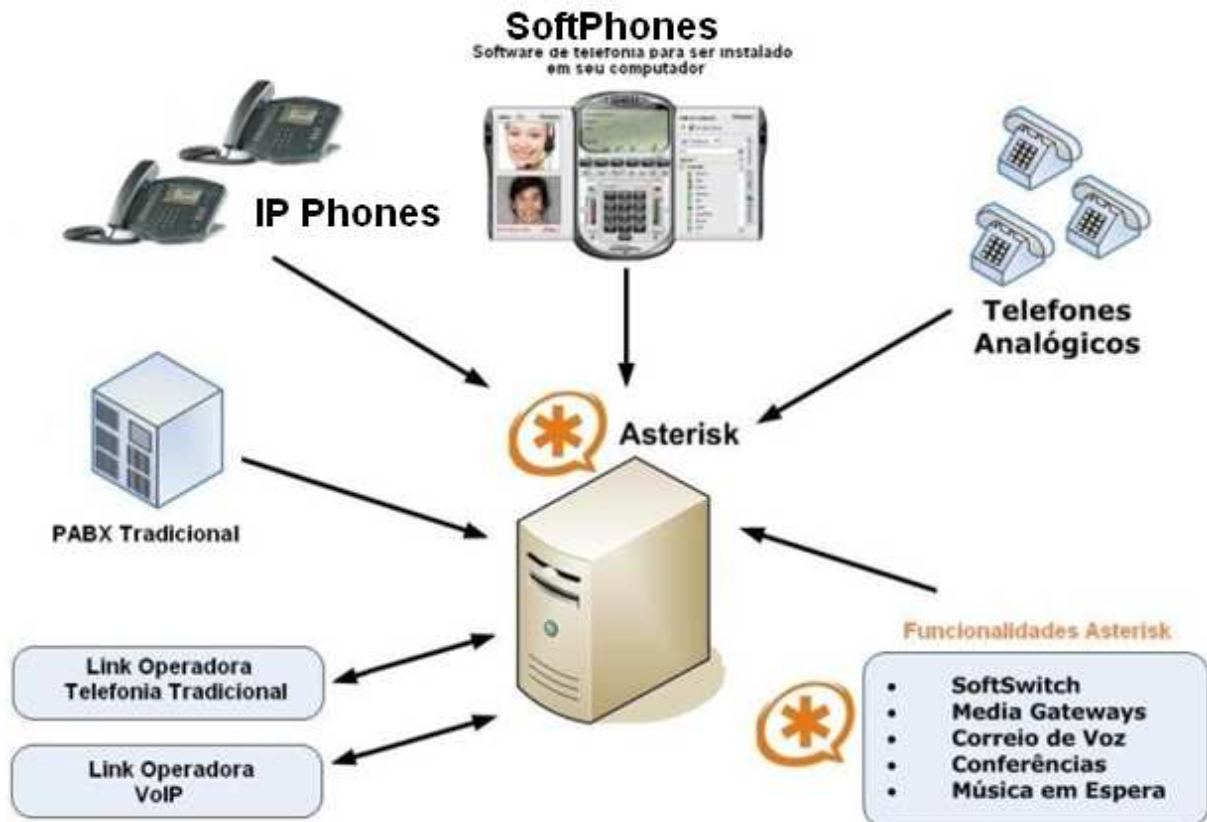 SoftPhones
Software de telefonia para ser instalado
em seu computador
IP Phones
Telefones
Analógicos
Asterisk
PABX Tradicional
Link Operadora
Telefonia Tradicional
Link Operadora
VoIP
Funcionalidades Asterisk
• SoftSwitch
• Media Gateways
• Correio de Voz
• Conferências
• Música em Espera